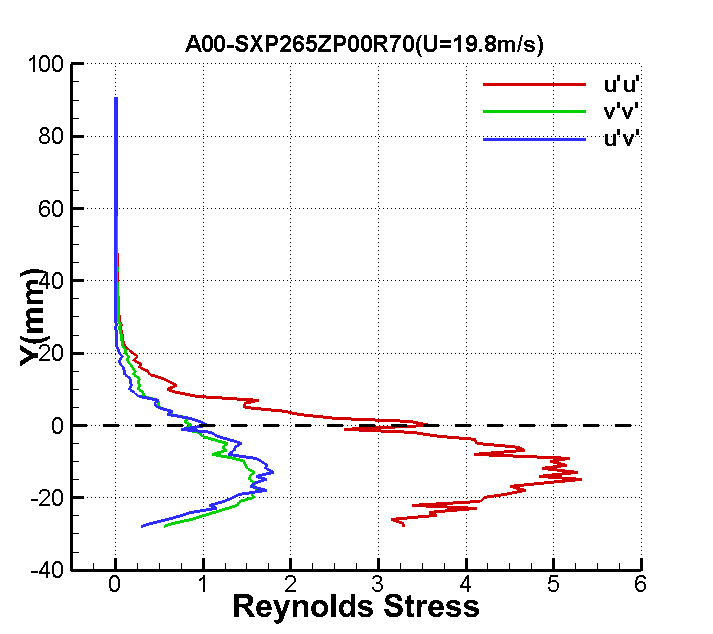 A00-SXP265ZP00R70(U=19.8m/s)
100
80
60
40
20
0
-20
-40
Y(mm)
u'u'
v'v'
u'v'
0 1 2 3 4 5 6
Reynolds Stress